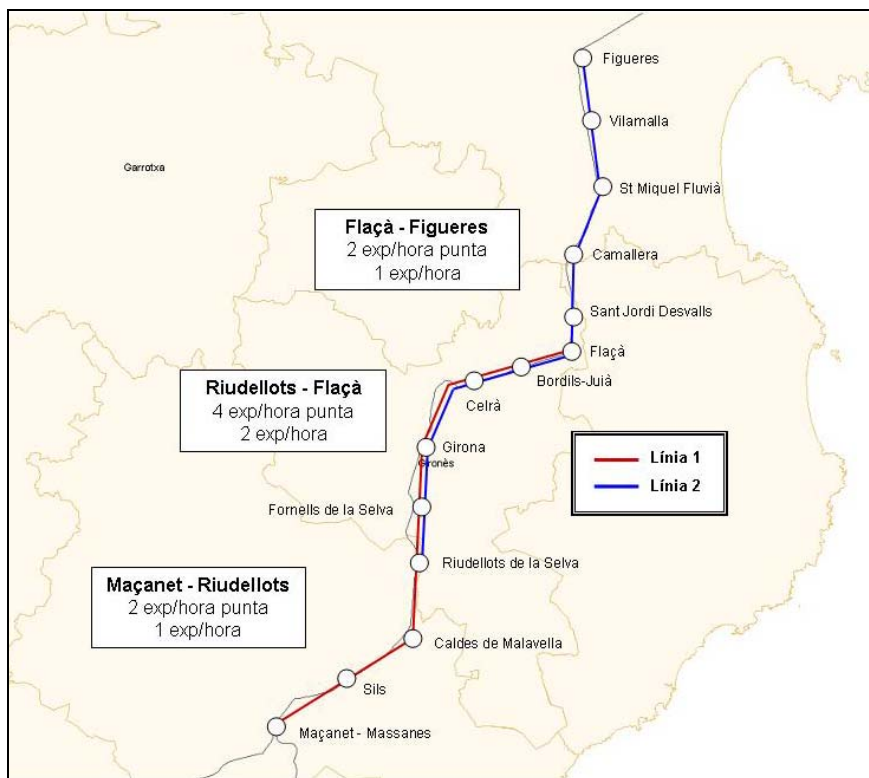 Figueres
Vilamalla
Garrotxa
St Miquel Fluvià
Flaçà - Figueres
2 exp/hora punta
1 exp/hora
Camallera
Sant Jordi Desvalls
Flaçà
Bordils-Juià
Celrà
Riudellots - Flaçà
4 exp/hora punta
2 exp/hora
Girona
Gironès
Línia 1
Línia 2
Fornells de la Selva
Riudellots de la Selva
Maçanet - Riudellots
2 exp/hora punta
1 exp/hora
Caldes de Malavella
Sils
Maçanet - Massanes